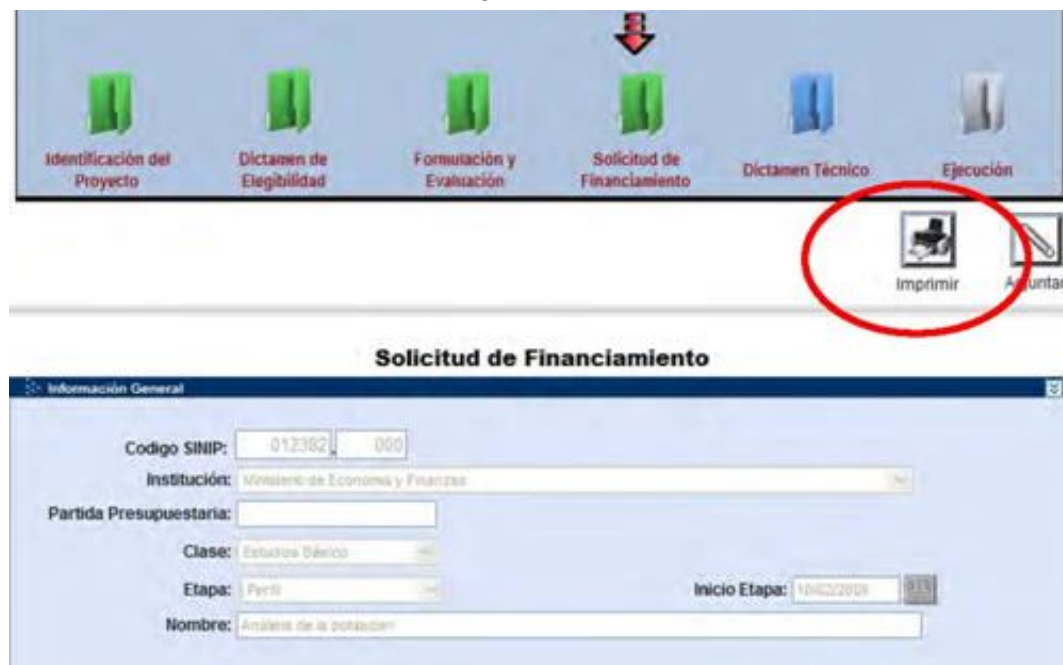 Identificación del Proyecto
Dictamen de Elegibilidad
Formulación y Evaluación
Solicitud de Financiamiento
Dictamen Técnico
Ejecución
Imprimir
Solicitud de Financiamiento
Información General
Codigo SINIP: 012382 . 000
Institución: Ministerio de Economía y Finanzas
Partida Presupuestaria:
Clase: Estudios Básico
Etapa: Perfil Inicio Etapa:
Nombre: Análisis de la población